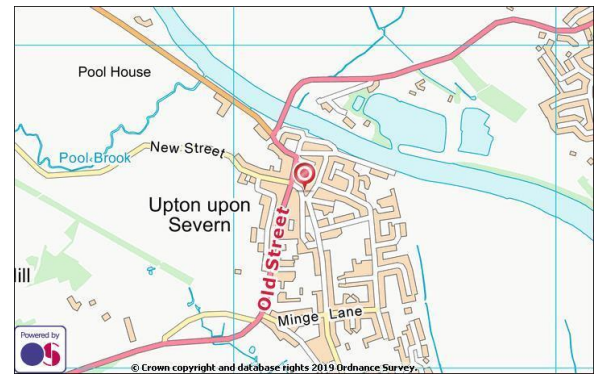 Pool House
New Street
Pool Brook
Upton upon
Severn
Old Street
ill
Minge Lane
Powered by
OS
© Crown copyright and database rights 2019 Ordnance Survey.